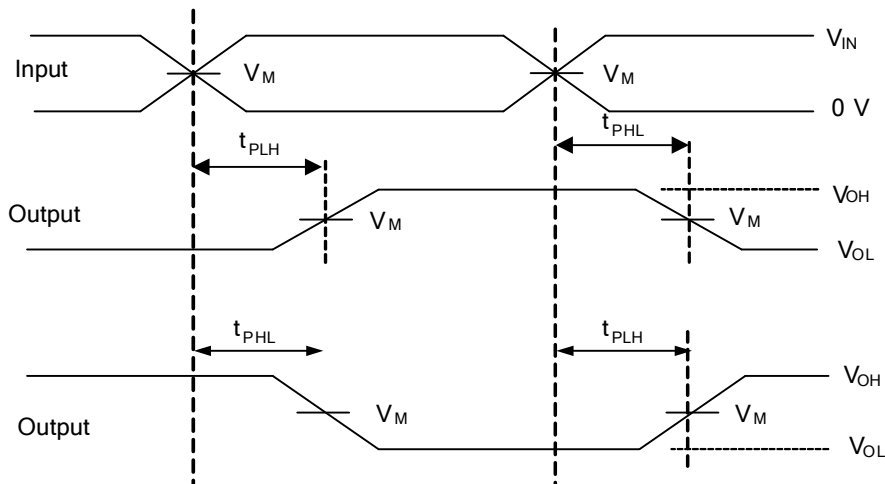 V_IN
Input V_M V_M
0 V
t_PLH t_PHL
V_OH
Output V_M V_M
V_OL
t_PHL t_PLH
V_OH
V_M V_M
Output
V_OL